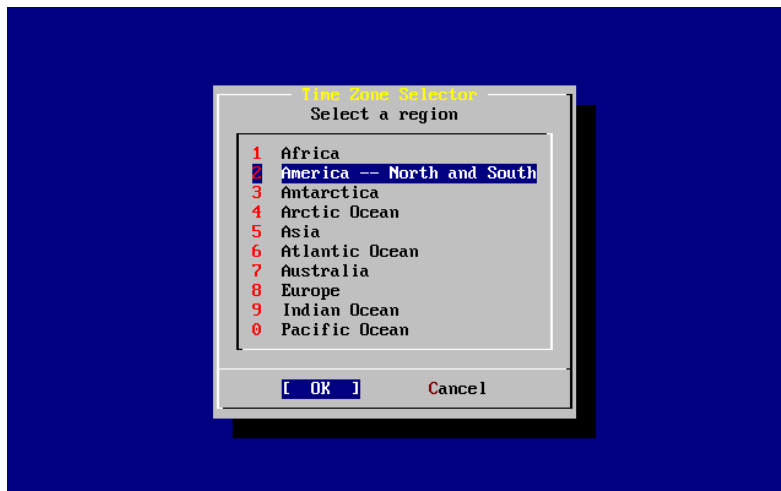 Time Zone Selector
Select a region
1 Africa
2 America -- North and South
3 Antarctica
4 Arctic Ocean
5 Asia
6 Atlantic Ocean
7 Australia
8 Europe
9 Indian Ocean
0 Pacific Ocean
[ OK ] Cancel